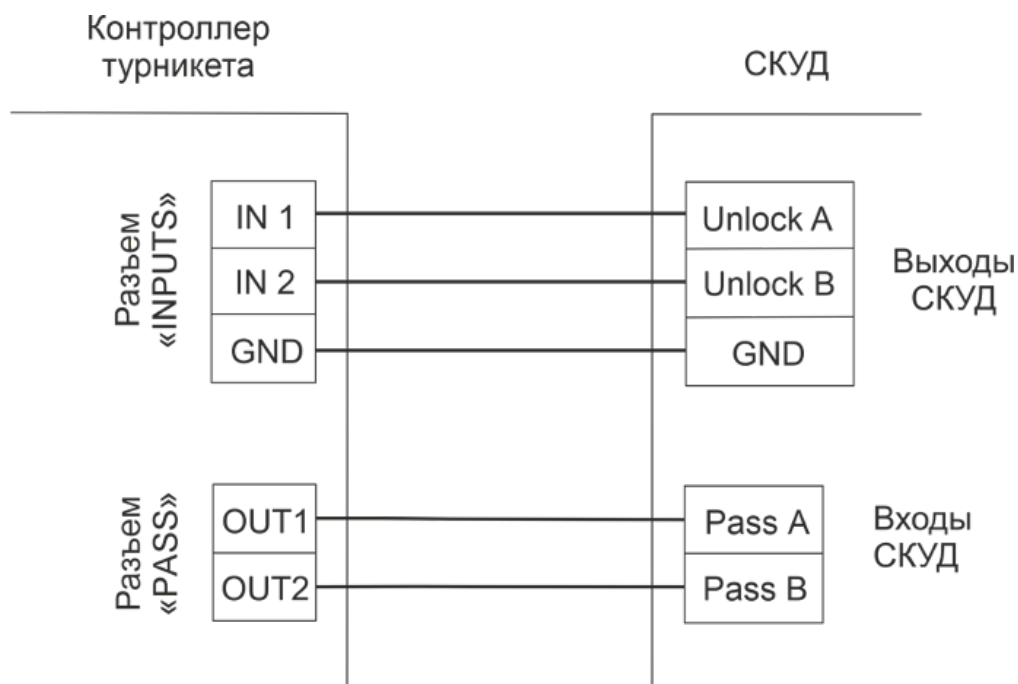 Контроллер
турникета
СКУД
Разъем
«INPUTS»
IN 1
IN 2
GND
Unlock A
Unlock B
GND
Выходы
СКУД
Разъем
«PASS»
OUT1
OUT2
Pass A
Pass B
Входы
СКУД